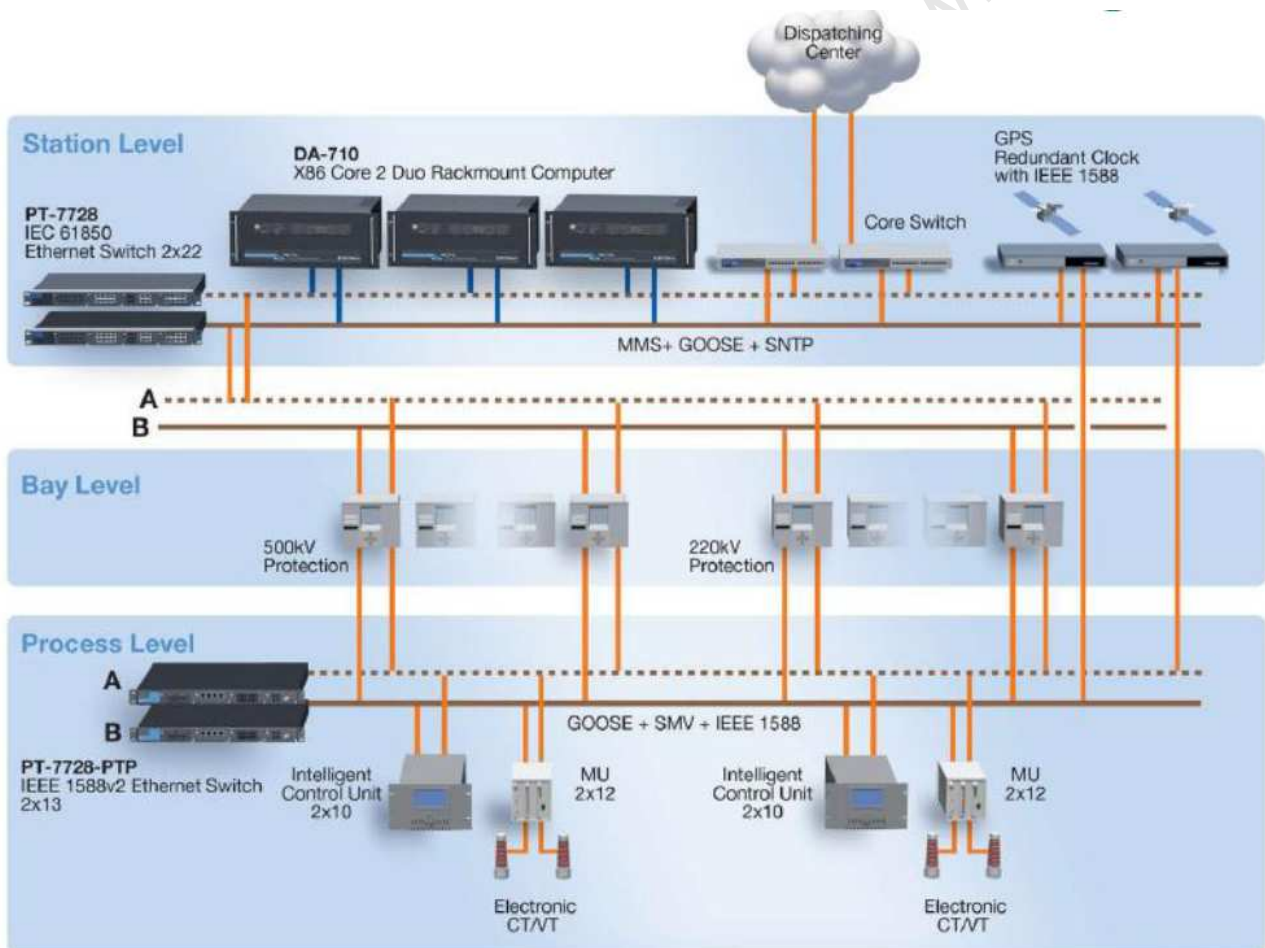 Dispatching
Center
Station Level
DA-710
X86 Core 2 Duo Rackmount Computer
GPS
Redundant Clock
with IEEE 1588
PT-7728
IEC 61850
Ethernet Switch 2x22
Core Switch
MMS+ GOOSE + SNTP
A
B
Bay Level
500kV
Protection
220kV
Protection
Process Level
A
B
GOOSE + SMV + IEEE 1588
PT-7728-PTP
IEEE 1588v2 Ethernet Switch
2x13
Intelligent
Control Unit
2x10
MU
2x12
Intelligent
Control Unit
2x10
MU
2x12
Electronic
CT/VT
Electronic
CT/VT